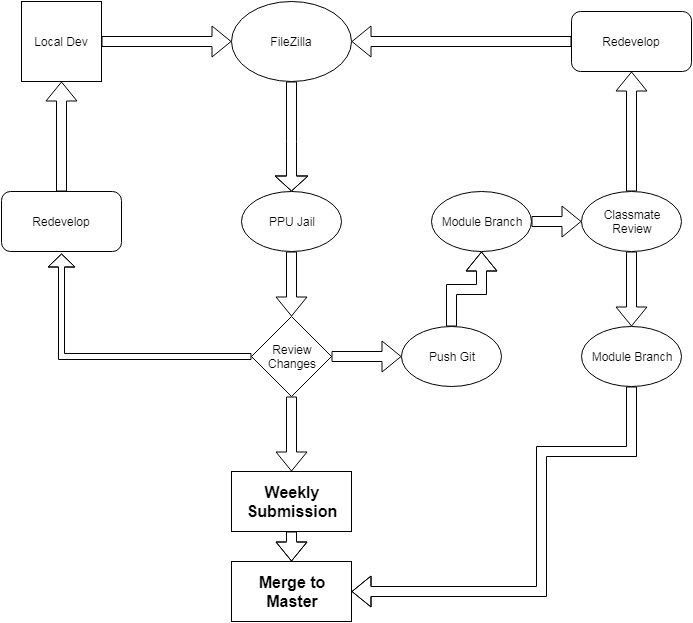 Local Dev
FileZilla
Redevelop
Redevelop
PPU Jail
Module Branch
Classmate
Review
Review
Changes
Push Git
Module Branch
Weekly
Submission
Merge to
Master